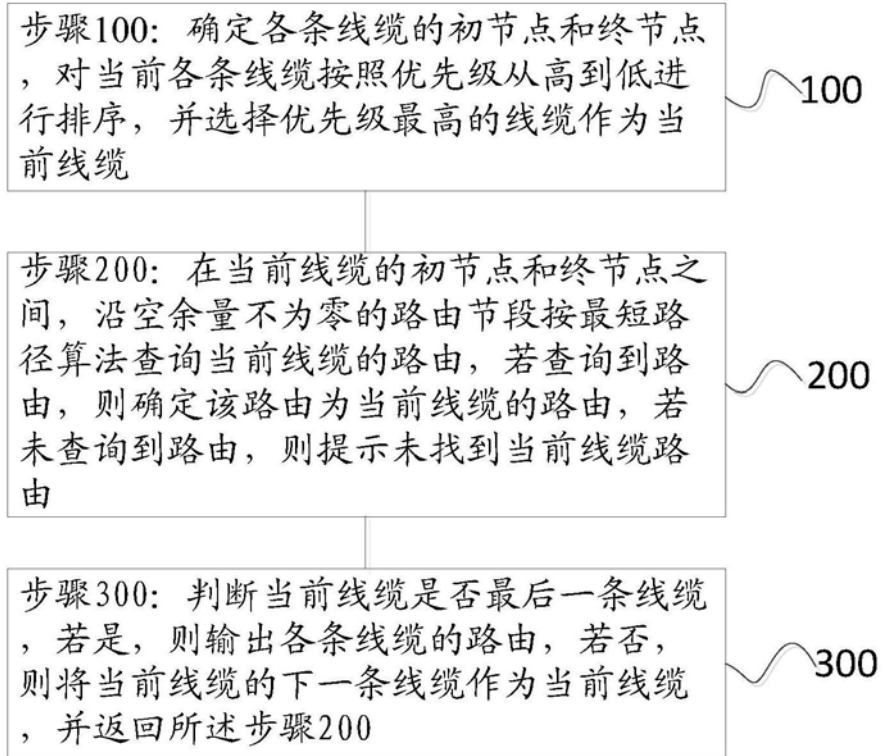 步骤100：确定各条线缆的初节点和终节点
，对当前各条线缆按照优先级从高到低进
行排序，并选择优先级最高的线缆作为当
前线缆
100
步骤200：在当前线缆的初节点和终节点之
间，沿空余量不为零的路由节段按最短路
径算法查询当前线缆的路由，若查询到路
由，则确定该路由为当前线缆的路由，若
未查询到路由，则提示未找到当前线缆路
由
200
步骤300：判断当前线缆是否最后一条线缆
，若是，则输出各条线缆的路由，若否，
则将当前线缆的下一条线缆作为当前线缆
，并返回所述步骤200
300